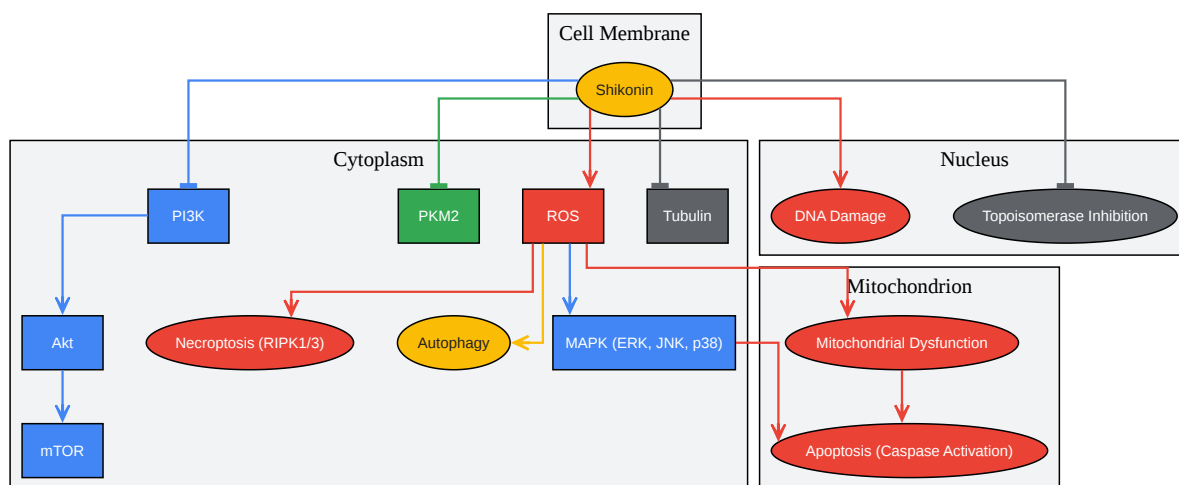 Cell Membrane
Shikonin
Cytoplasm
Nucleus
PI3K
PKM2
ROS
Tubulin
DNA Damage
Topoisomerase Inhibition
Mitochondrion
Akt
Necroptosis (RIPK1/3)
Autophagy
MAPK (ERK, JNK, p38)
Mitochondrial Dysfunction
mTOR
Apoptosis (Caspase Activation)